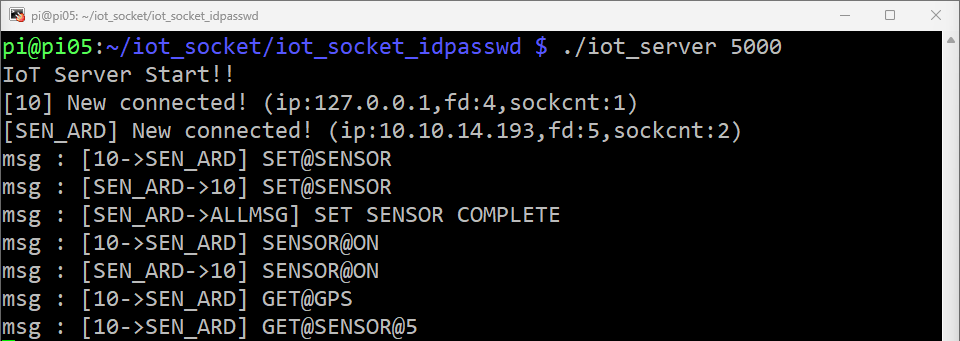 pi@pi05: ~/iot_socket/iot_socket_idpasswd
pi@pi05:~/iot_socket/iot_socket_idpasswd $ ./iot_server 5000
IoT Server Start!!
[10] New connected! (ip:127.0.0.1,fd:4,sockcnt:1)
[SEN_ARD] New connected! (ip:10.10.14.193,fd:5,sockcnt:2)
msg : [10->SEN_ARD] SET@SENSOR
msg : [SEN_ARD->10] SET@SENSOR
msg : [SEN_ARD->ALLMSG] SET SENSOR COMPLETE
msg : [10->SEN_ARD] SENSOR@ON
msg : [SEN_ARD->10] SENSOR@ON
msg : [10->SEN_ARD] GET@GPS
msg : [10->SEN_ARD] GET@SENSOR@5